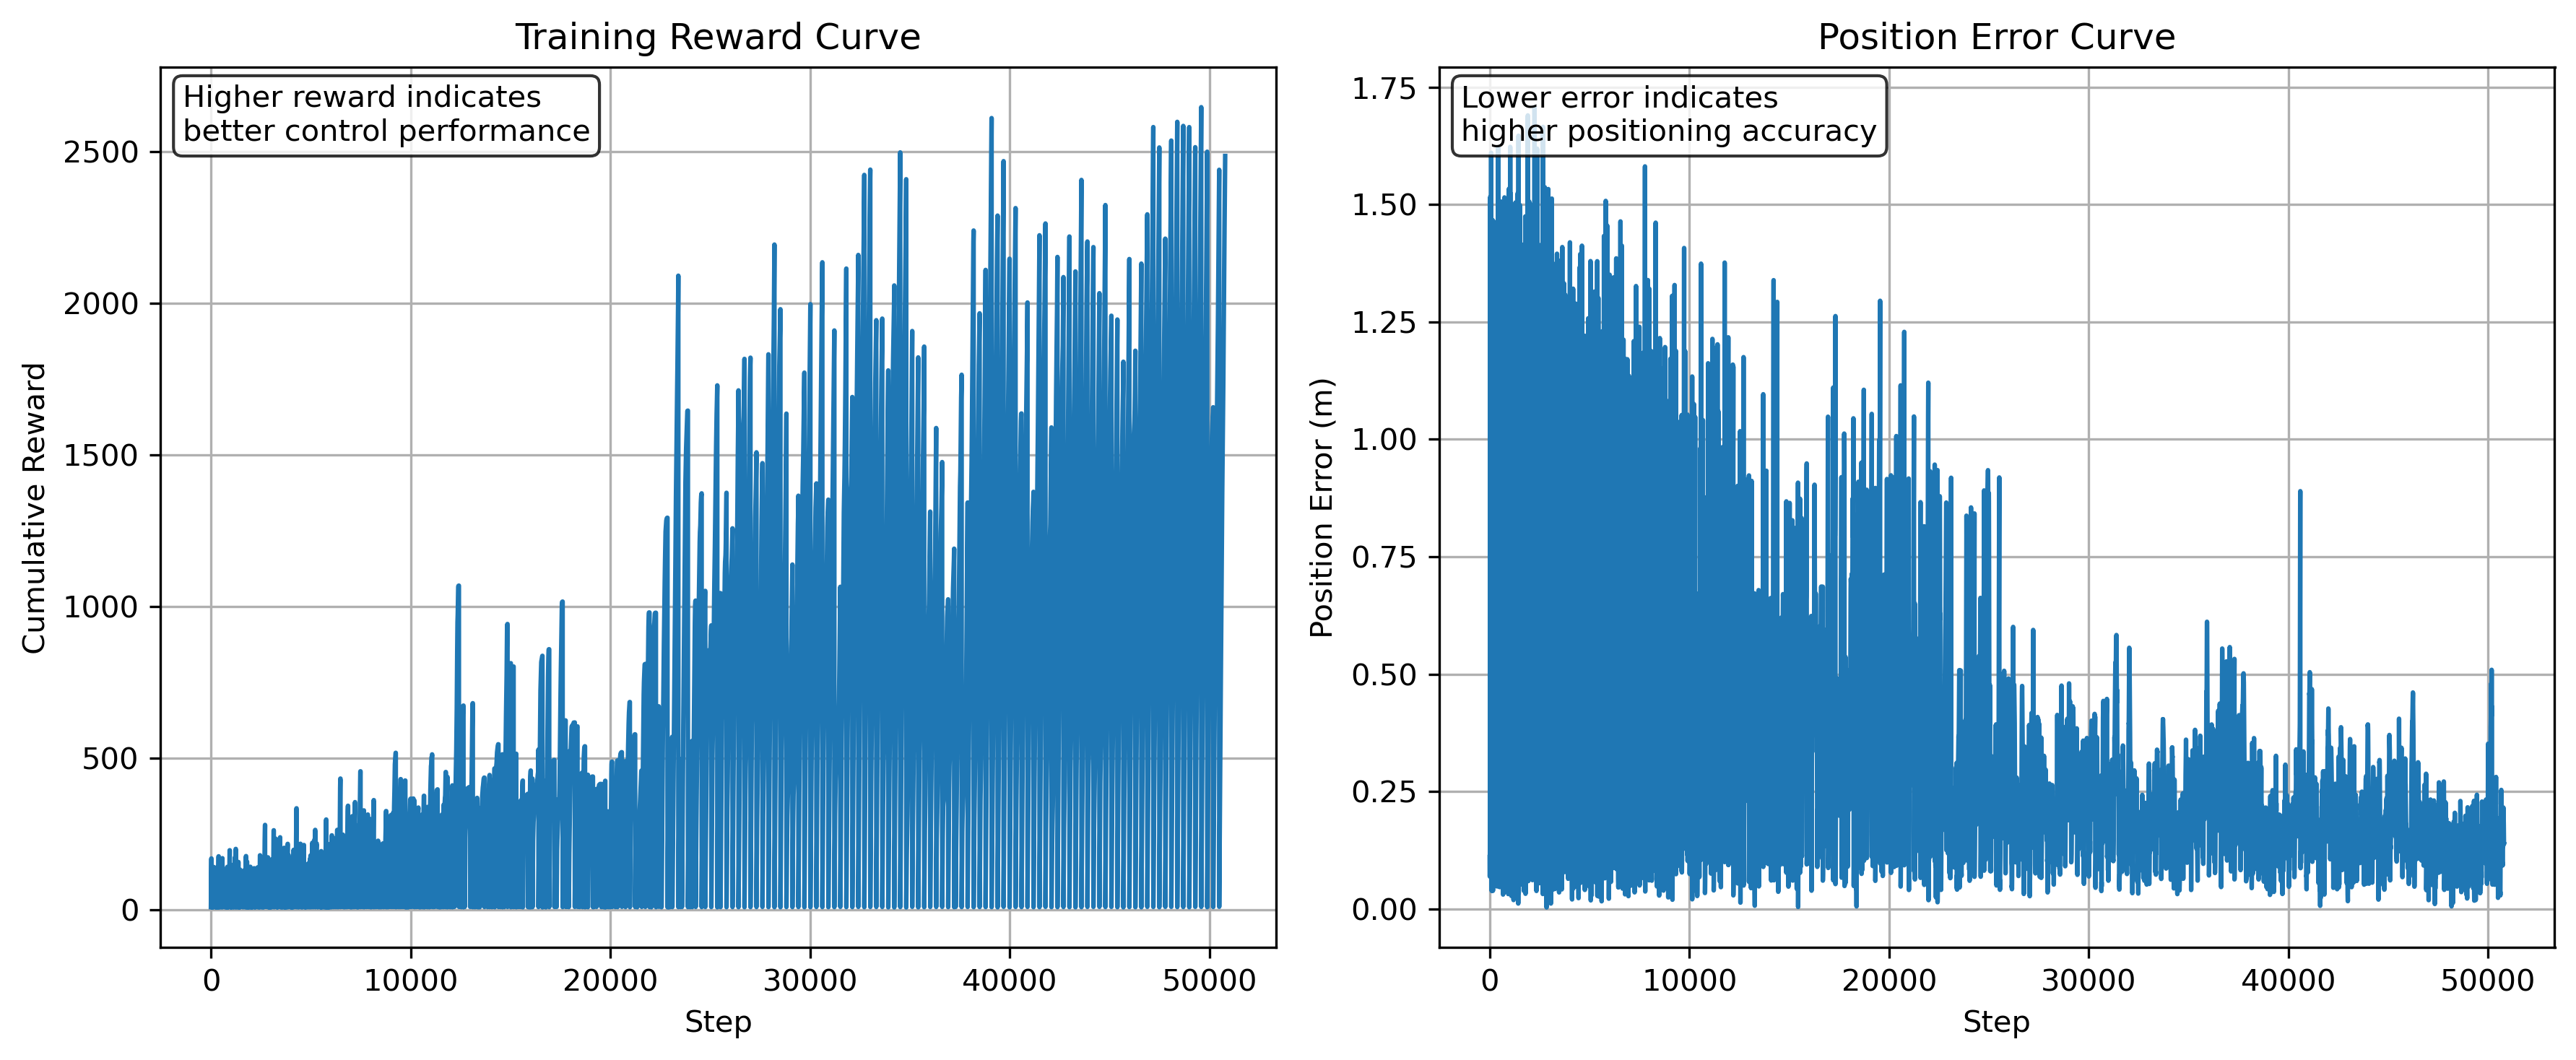 Training Reward Curve
Higher reward indicates
better control performance
2500
2000
1500
1000
500
0
Cumulative Reward
0 10000 20000 30000 40000 50000
Step
Position Error Curve
Lower error indicates
higher positioning accuracy
1.75
1.50
1.25
1.00
0.75
0.50
0.25
0.00
Position Error (m)
0 10000 20000 30000 40000 50000
Step